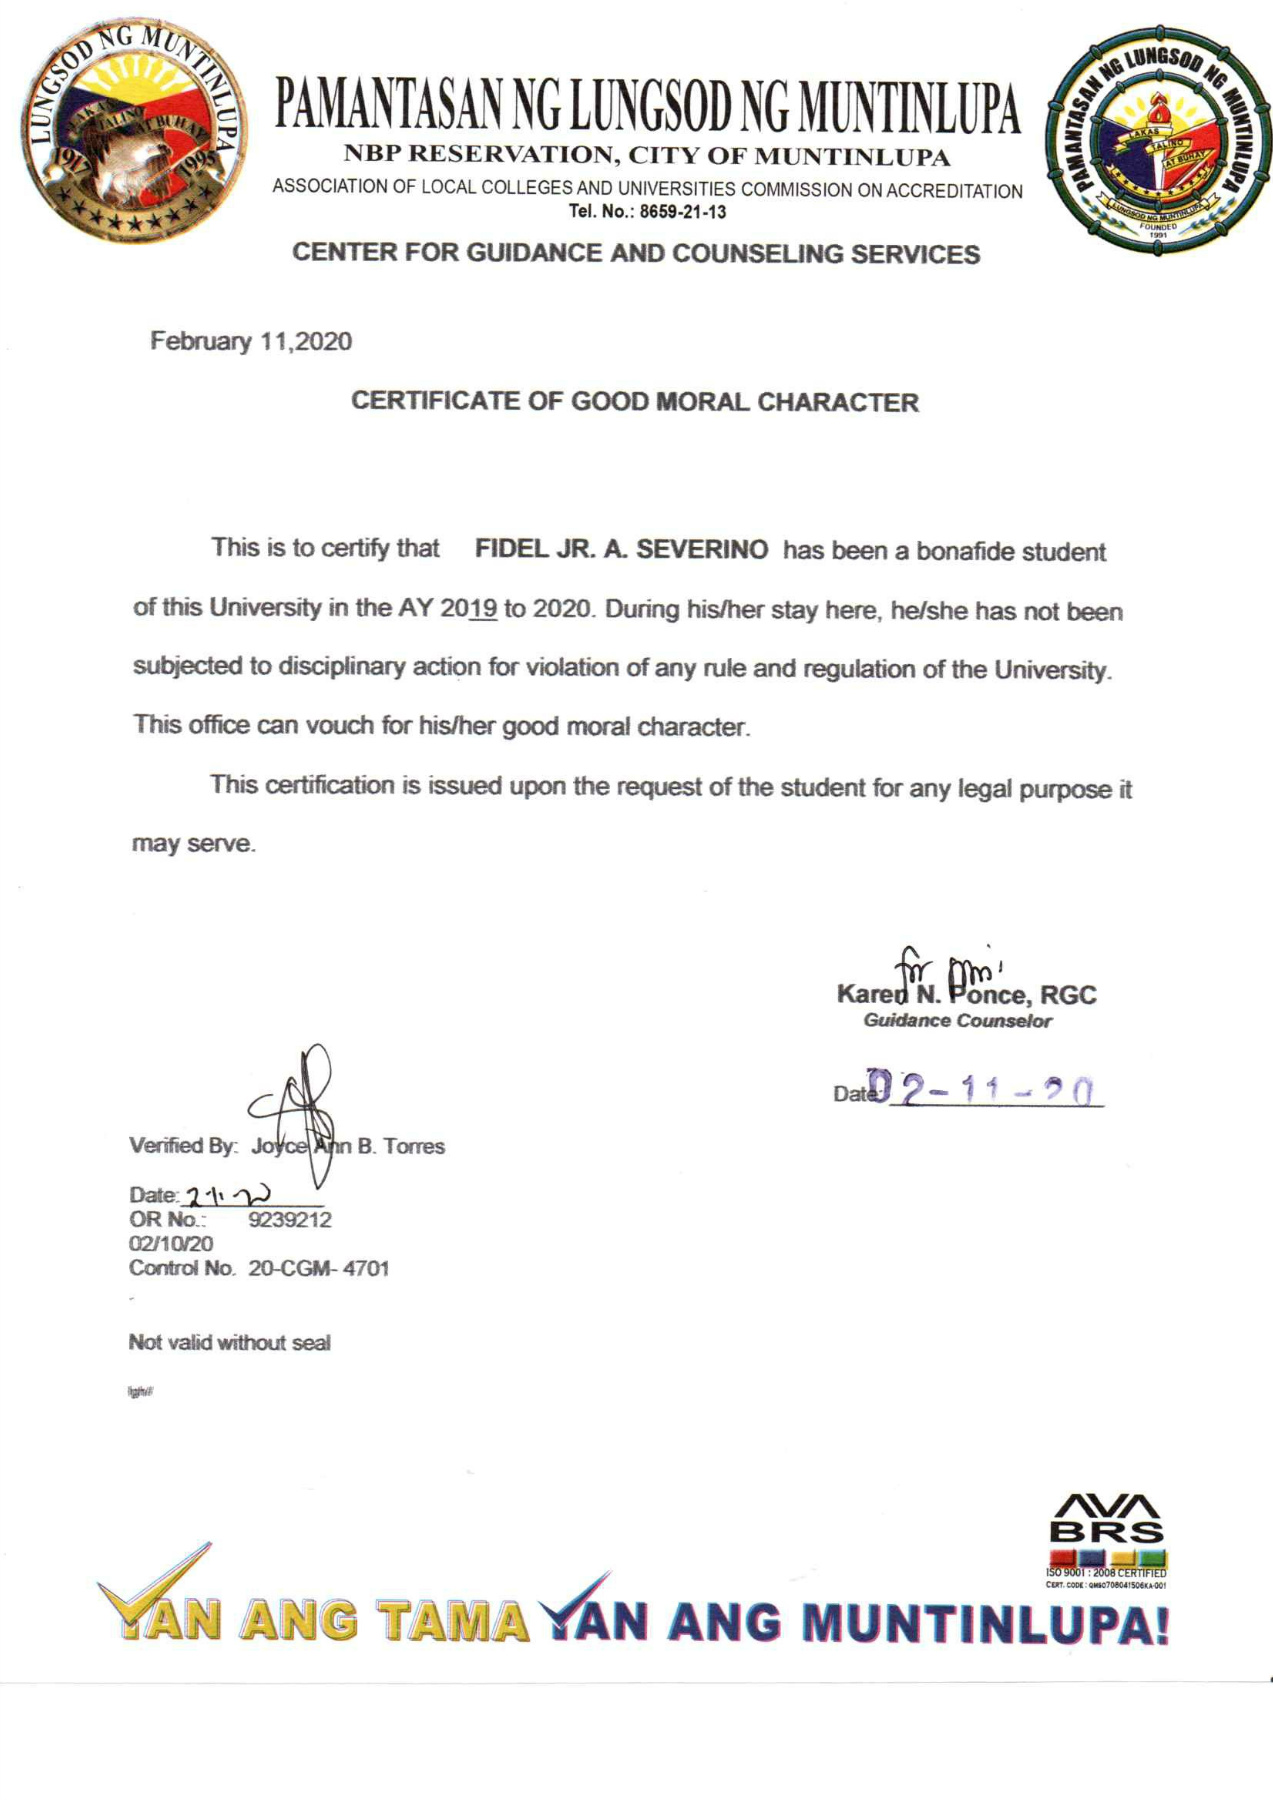 LUNGSOD NG MUNTINLUPA
LAKAS
TALINO
AT BUHAY
1917
1995
PAMANTASAN NG LUNGSOD NG MUNTINLUPA
NBP RESERVATION, CITY OF MUNTINLUPA
ASSOCIATION OF LOCAL COLLEGES AND UNIVERSITIES COMMISSION ON ACCREDITATION
Tel. No.: 8659-21-13
CENTER FOR GUIDANCE AND COUNSELING SERVICES
PAMANTASAN NG LUNGSOD NG MUNTINLUPA
LAKAS
TALINO
AT BUHAY
LUNGSOD NG MUNTINLUPA
FOUNDED
1991
February 11,2020
CERTIFICATE OF GOOD MORAL CHARACTER
This is to certify that FIDEL JR. A. SEVERINO has been a bonafide student
of this University in the AY 2019 to 2020. During his/her stay here, he/she has not been
subjected to disciplinary action for violation of any rule and regulation of the University.
This office can vouch for his/her good moral character.
This certification is issued upon the request of the student for any legal purpose it
may serve.
for
Karen N. Ponce, RGC
Guidance Counselor
Date: 02-11-20
Verified By: Joyce Ann B. Torres
Date: 2-11-20
OR No.: 9239212
02/10/20
Control No. 20-CGM- 4701
Not valid without seal
AVA
BRS
ISO 9001 : 2008 CERTIFIED
CERT. CODE : QMS0708041506KA-001
YAN ANG TAMA YAN ANG MUNTINLUPA!